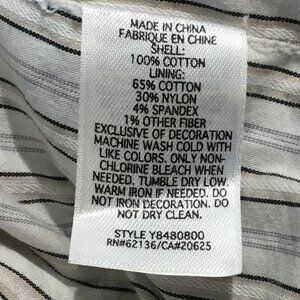 MADE IN CHINA
FABRIQUE EN CHINE
SHELL:
100% COTTON
LINING:
65% COTTON
30% NYLON
4% SPANDEX
1% OTHER FIBER
EXCLUSIVE OF DECORATION
MACHINE WASH COLD WITH
LIKE COLORS. ONLY NON-
CHLORINE BLEACH WHEN
NEEDED. TUMBLE DRY LOW.
WARM IRON IF NEEDED. DO
NOT IRON DECORATION. DO
NOT DRY CLEAN.
STYLE Y8480800
RN#62136/CA#20625